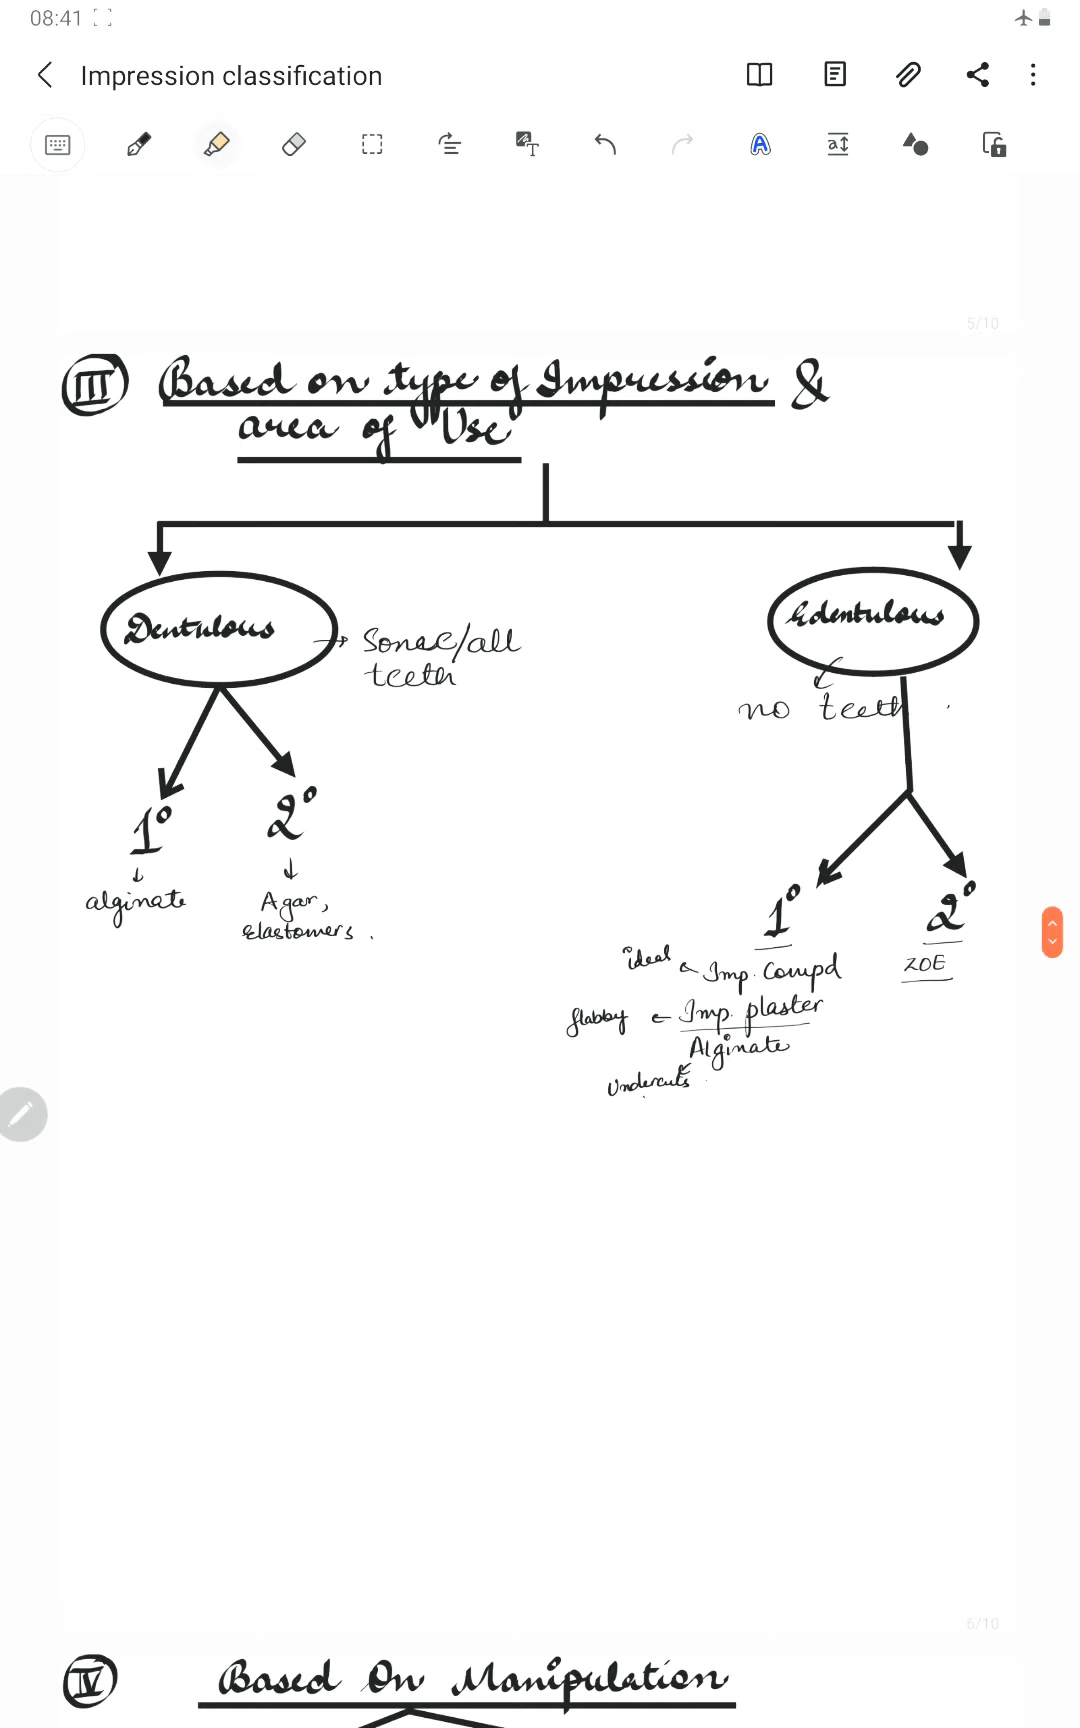 08:41
Impression classification
5/10
III Based on type of Impression &
area of Use
Dentulous
→ Some/all
teeth
Edentulous
no teeth
1° 2°
↓ ↓
alginate Agar,
Elastomers.
1° 2°
ideal ← Imp. Compd ZOE
flabby ← Imp. plaster
Alginate
Undercuts
6/10
IV Based On Manipulation